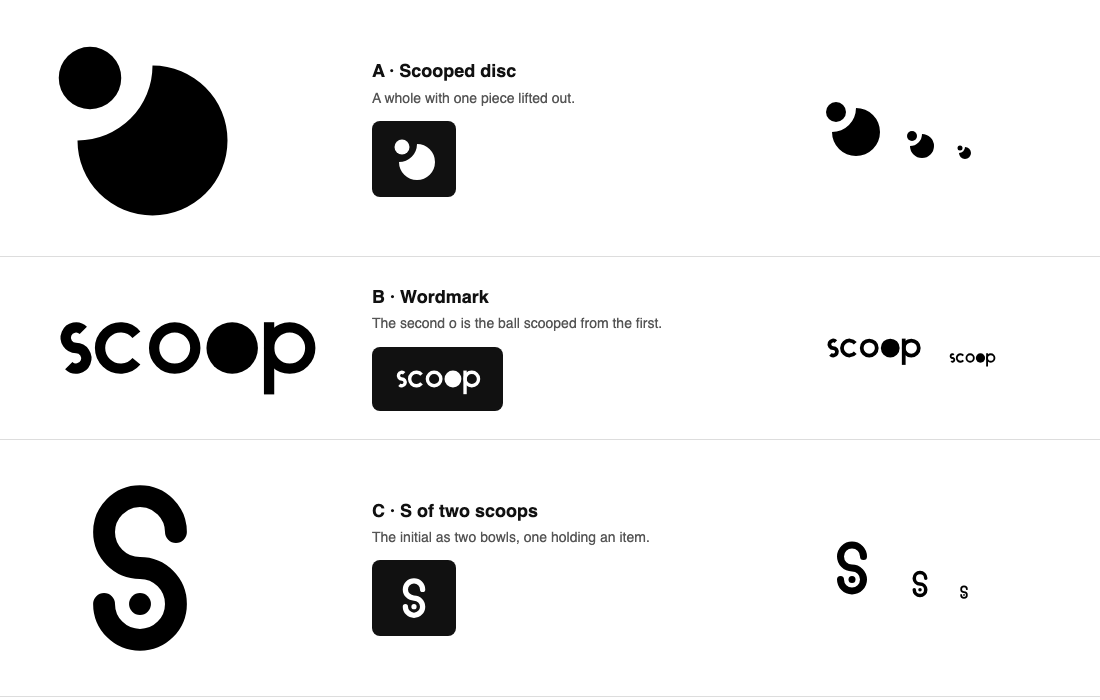 A · Scooped disc
A whole with one piece lifted out.
scoop
B · Wordmark
The second o is the ball scooped from the first.
scoop
scoop
scoop
S
C · S of two scoops
The initial as two bowls, one holding an item.
S
S
S
S